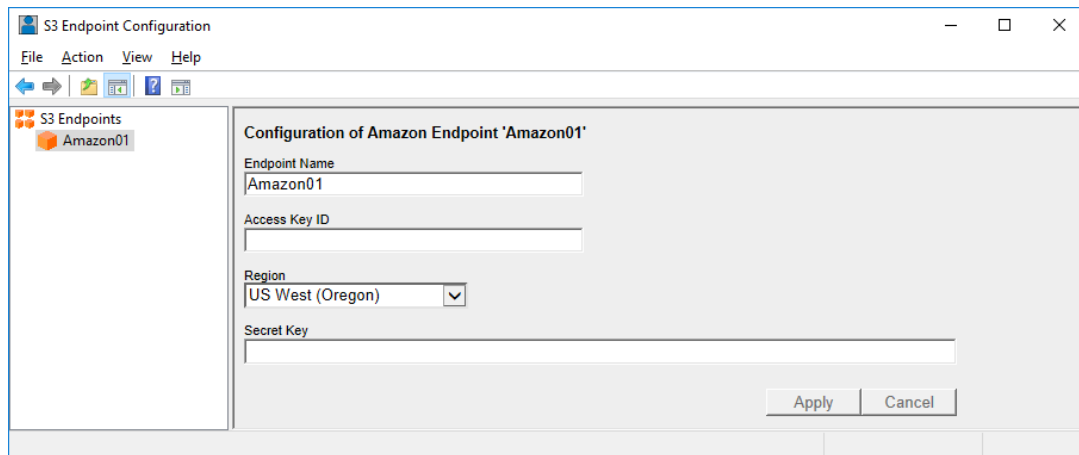 S3 Endpoint Configuration
File Action View Help
S3 Endpoints
Amazon01
Configuration of Amazon Endpoint 'Amazon01'
Endpoint Name
Amazon01
Access Key ID
Region
US West (Oregon)
Secret Key
Apply Cancel